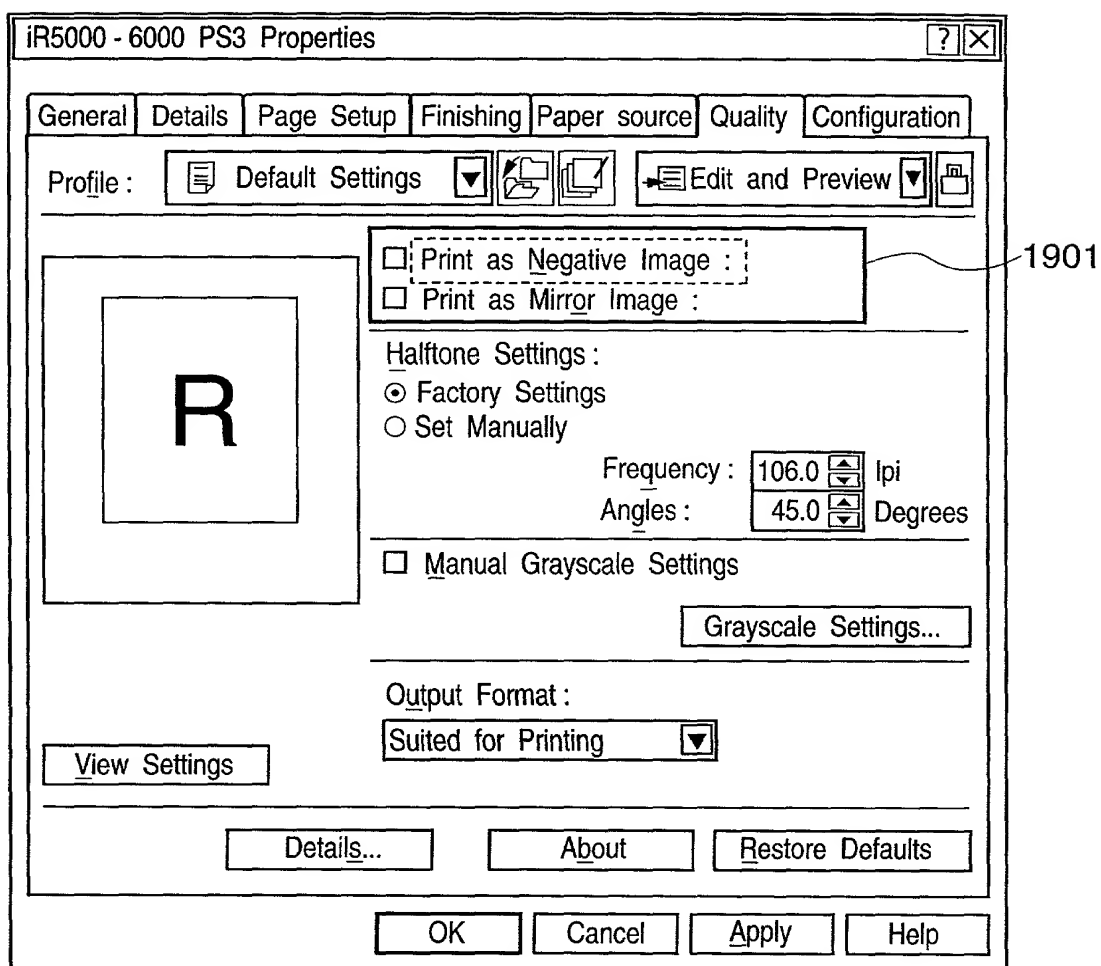 iR5000 - 6000 PS3 Properties ?
General Details Page Setup Finishing Paper source Quality Configuration
Profile : Default Settings Edit and Preview
Print as Negative Image :
1901
Print as Mirror Image :
Halftone Settings :
Factory Settings
Set Manually
Frequency : 106.0 lpi
Angles : 45.0 Degrees
R
Manual Grayscale Settings
Grayscale Settings...
Output Format :
Suited for Printing
View Settings
Details... About Restore Defaults
OK Cancel Apply Help